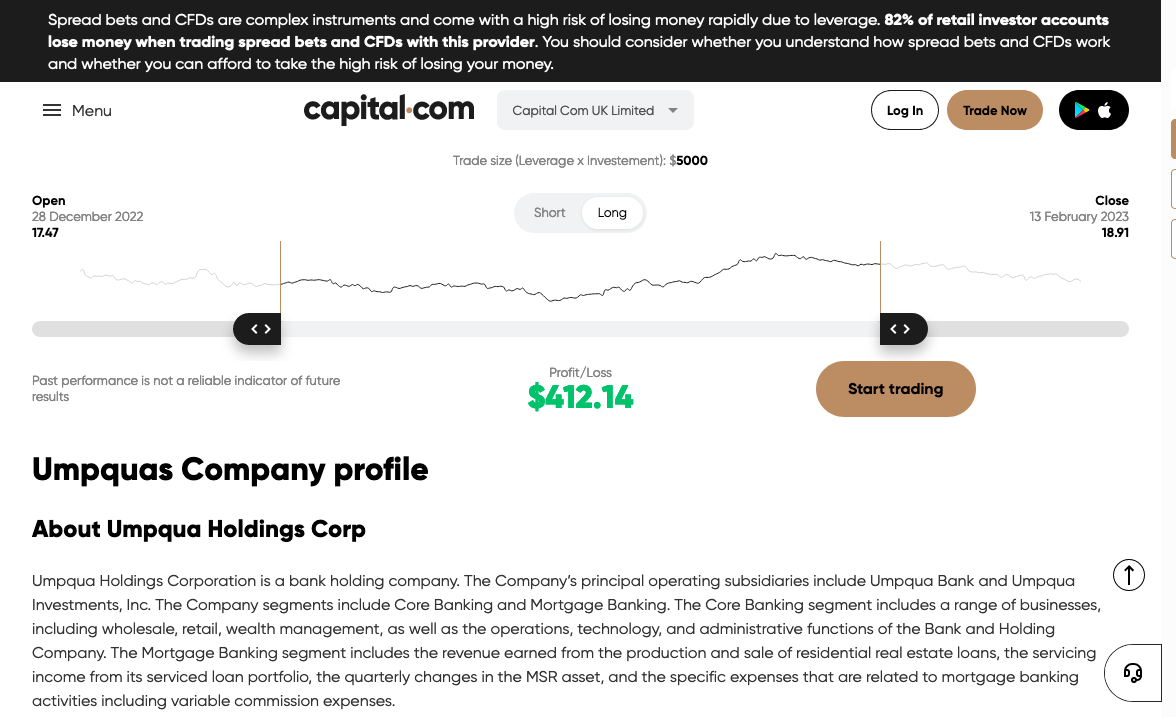 Spread bets and CFDs are complex instruments and come with a high risk of losing money rapidly due to leverage. 82% of retail investor accounts
lose money when trading spread bets and CFDs with this provider. You should consider whether you understand how spread bets and CFDs work
and whether you can afford to take the high risk of losing your money.
Menu
capital.com
Capital Com UK Limited
Log In
Trade Now
Trade size (Leverage x Investement): $5000
Open
28 December 2022
17.47
Short
Long
Close
13 February 2023
18.91
Past performance is not a reliable indicator of future
results
Profit/Loss
$412.14
Start trading
Umpquas Company profile
About Umpqua Holdings Corp
Umpqua Holdings Corporation is a bank holding company. The Company's principal operating subsidiaries include Umpqua Bank and Umpqua
Investments, Inc. The Company segments include Core Banking and Mortgage Banking. The Core Banking segment includes a range of businesses,
including wholesale, retail, wealth management, as well as the operations, technology, and administrative functions of the Bank and Holding
Company. The Mortgage Banking segment includes the revenue earned from the production and sale of residential real estate loans, the servicing
income from its serviced loan portfolio, the quarterly changes in the MSR asset, and the specific expenses that are related to mortgage banking
activities including variable commission expenses.